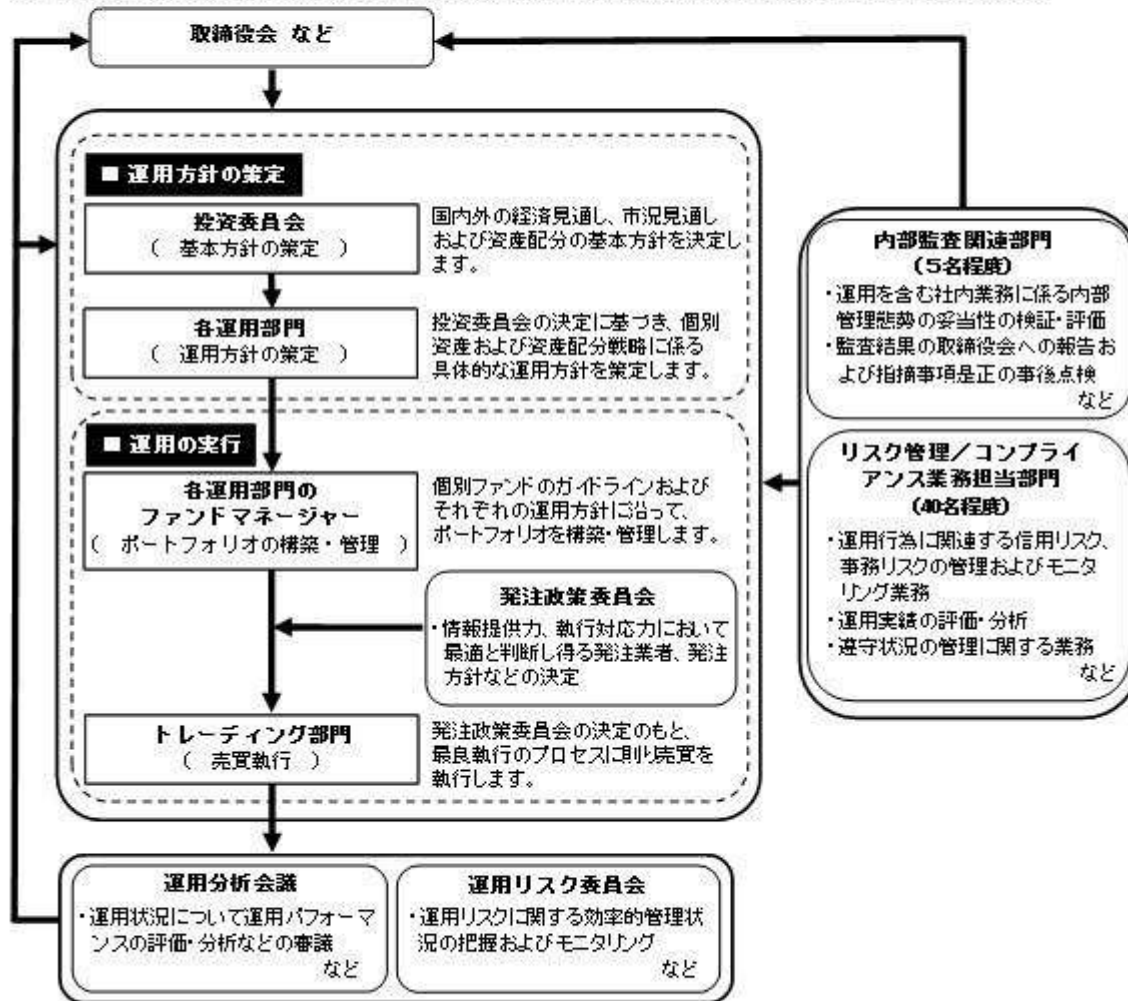 取締役会 など
■ 運用方針の策定
投資委員会
( 基本方針の策定 )
国内外の経済見通し、市況見通し
および資産配分の基本方針を決定し
ます。
各運用部門
( 運用方針の策定 )
投資委員会の決定に基づき、個別
資産および資産配分戦略に係る
具体的な運用方針を策定します。
■ 運用の実行
各運用部門の
ファンドマネージャー
( ポートフォリオの構築・管理 )
個別ファンドのガイドラインおよび
それぞれの運用方針に沿って、
ポートフォリオを構築・管理します。
発注政策委員会
・情報提供力、執行対応力において
最適と判断し得る発注業者、発注
方針などの決定
トレーディング部門
( 売買執行 )
発注政策委員会の決定のもと、
最良執行のプロセスに則り売買を
執行します。
運用分析会議
・運用状況について運用パフォーマ
ンスの評価・分析などの審議
など
運用リスク委員会
・運用リスクに関する効率的管理状
況の把握およびモニタリング
など
内部監査関連部門
(5名程度)
・運用を含む社内業務に係る内部
管理態勢の妥当性の検証・評価
・監査結果の取締役会への報告お
よび指摘事項是正の事後点検
など
リスク管理/コンプライ
アンス業務担当部門
(40名程度)
・運用行為に関連する信用リスク、
事務リスクの管理およびモニタ
リング業務
・運用実績の評価・分析
・遵守状況の管理に関する業務
など